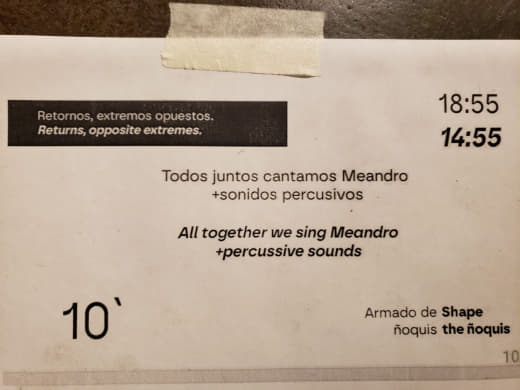 Retornos, extremos opuestos.
Returns, opposite extremes.
18:55
14:55
Todos juntos cantamos Meandro
+sonidos percusivos
All together we sing Meandro
+percussive sounds
10`
Armado de Shape
ñoquis the ñoquis
10